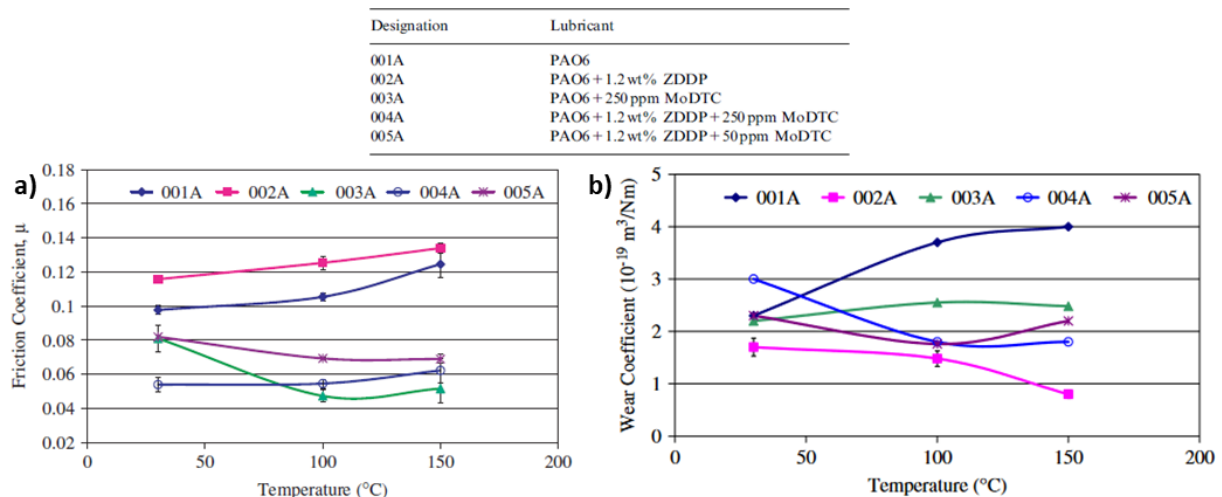 Designation Lubricant
001A PAO6
002A PAO6+1.2 wt% ZDDP
003A PAO6+250 ppm MoDTC
004A PAO6+1.2 wt% ZDDP+250 ppm MoDTC
005A PAO6+1.2 wt% ZDDP+50 ppm MoDTC
a)
Friction Coefficient, μ
0.18
0.16
0.14
0.12
0.1
0.08
0.06
0.04
0.02
001A 002A 003A 004A 005A
0 50 100 150 200
Temperature (°C)
b)
Wear Coefficient (10⁻¹⁹ m³/Nm)
5
4
3
2
1
0
001A 002A 003A 004A 005A
0 50 100 150 200
Temperature (°C)